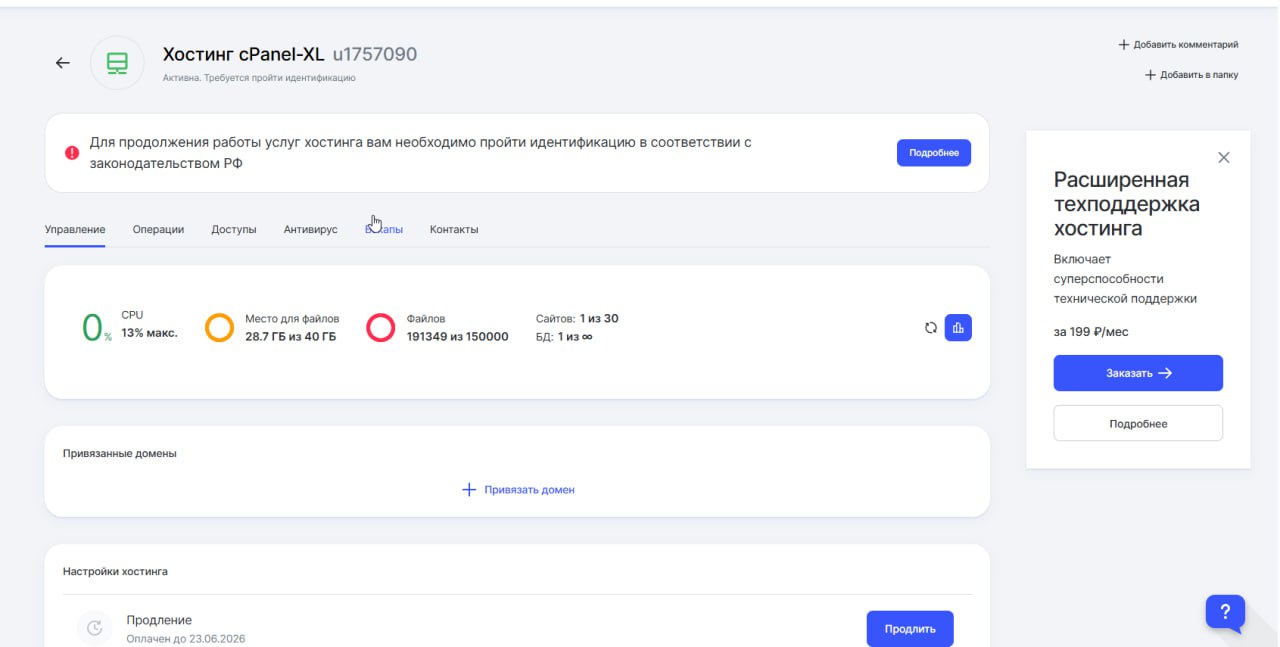 Хостинг cPanel-XL u1757090
Активна. Требуется пройти идентификацию
+ Добавить комментарий
+ Добавить в папку
Для продолжения работы услуг хостинга вам необходимо пройти идентификацию в соответствии с
законодательством РФ
Подробнее
Управление Операции Доступы Антивирус Контакты
0% CPU
13% макс.
Место для файлов
28.7 ГБ из 40 ГБ
Файлов
191349 из 150000
Сайтов: 1 из 30
БД: 1 из ∞
Привязанные домены
+ Привязать домен
Настройки хостинга
Продление
Оплачен до 23.06.2026
Продлить
Расширенная
техподдержка
хостинга
Включает
суперспособности
технической поддержки
за 199 ₽/мес
Заказать →
Подробнее
?